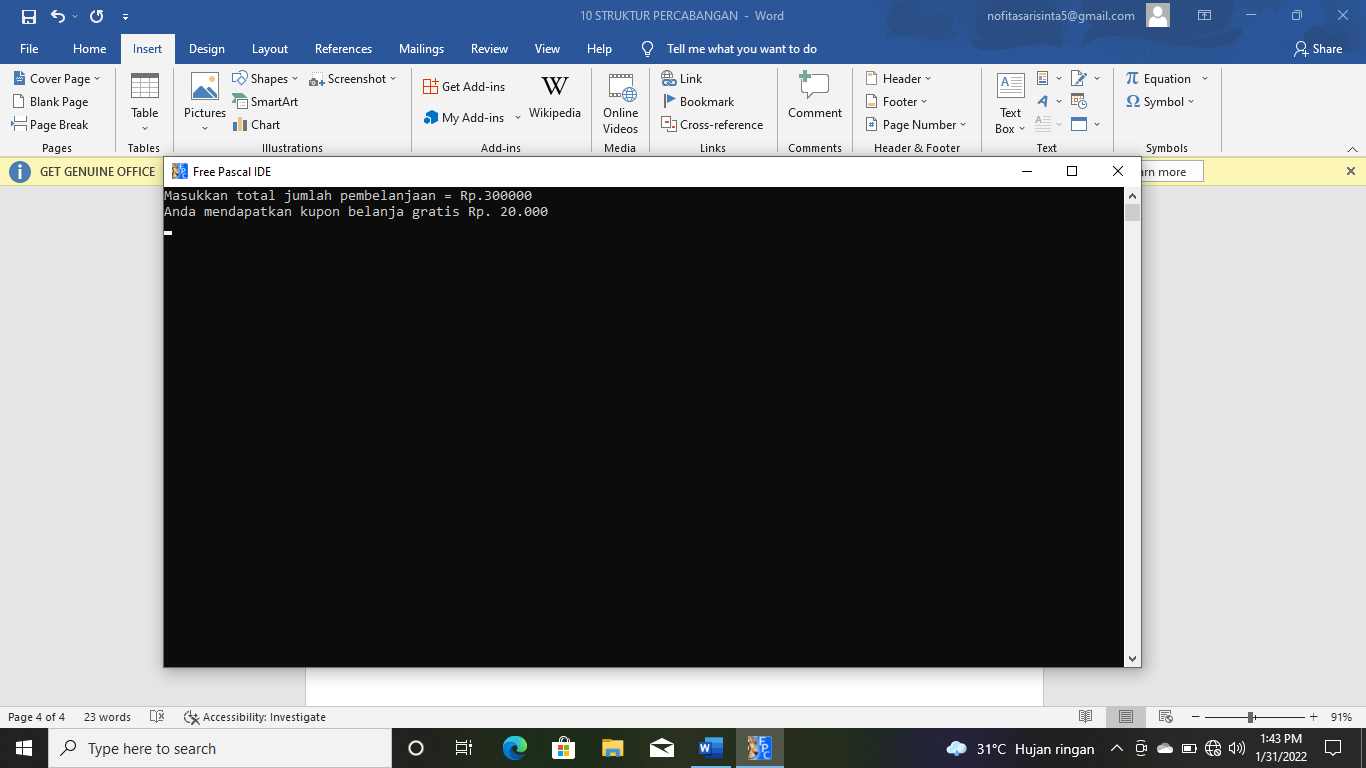 10 STRUKTUR PERCABANGAN - Word
nofitasarisinta5@gmail.com
File Home Insert Design Layout References Mailings Review View Help Tell me what you want to do Share
Cover Page
Blank Page
Page Break
Pages
Table
Tables
Pictures
Shapes
SmartArt
Chart
Screenshot
Illustrations
Get Add-ins
My Add-ins
Wikipedia
Add-ins
Online
Videos
Media
Link
Bookmark
Cross-reference
Links
Comment
Comments
Header
Footer
Page Number
Header & Footer
Text
Box
Text
Equation
Symbol
Symbols
GET GENUINE OFFICE
arn more
Free Pascal IDE
Masukkan total jumlah pembelanjaan = Rp.300000
Anda mendapatkan kupon belanja gratis Rp. 20.000
Page 4 of 4 23 words Accessibility: Investigate 91%
Type here to search
31°C Hujan ringan
1:43 PM
1/31/2022